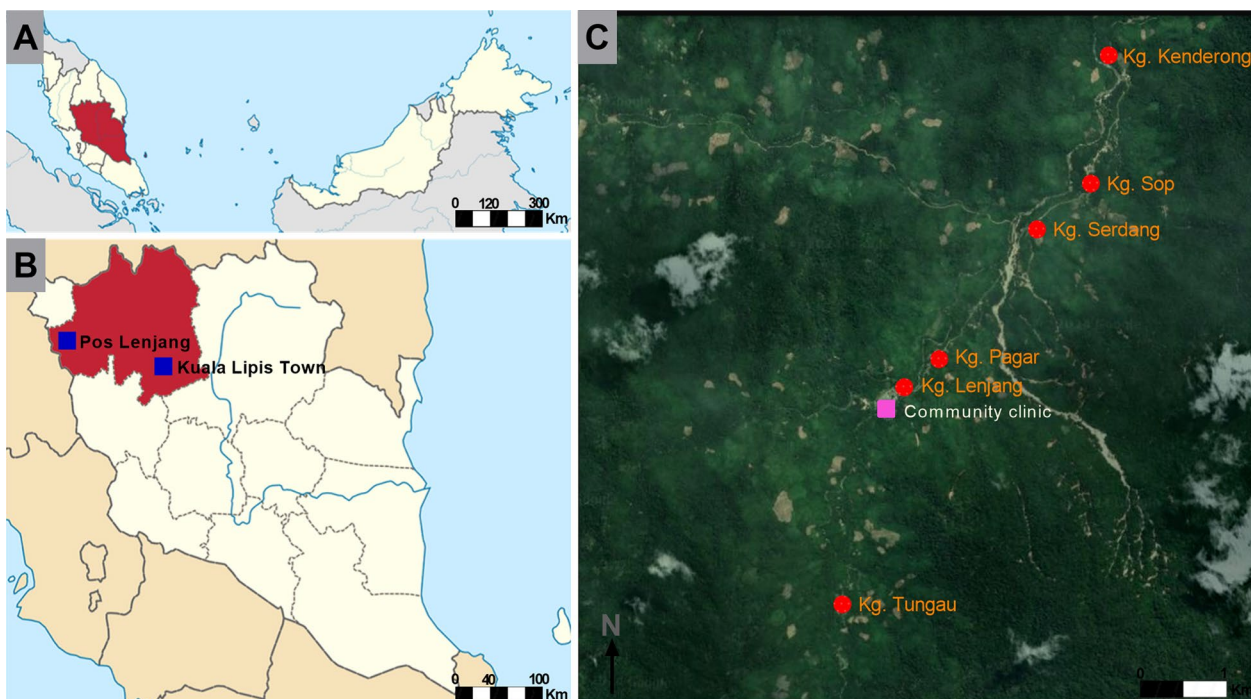 A
0 120 300
Km
B
Pos Lenjang
Kuala Lipis Town
0 40 100
Km
C
Kg. Kenderong
Kg. Sop
Kg. Serdang
Kg. Pagar
Kg. Lenjang
Community clinic
Kg. Tungau
N
0 1